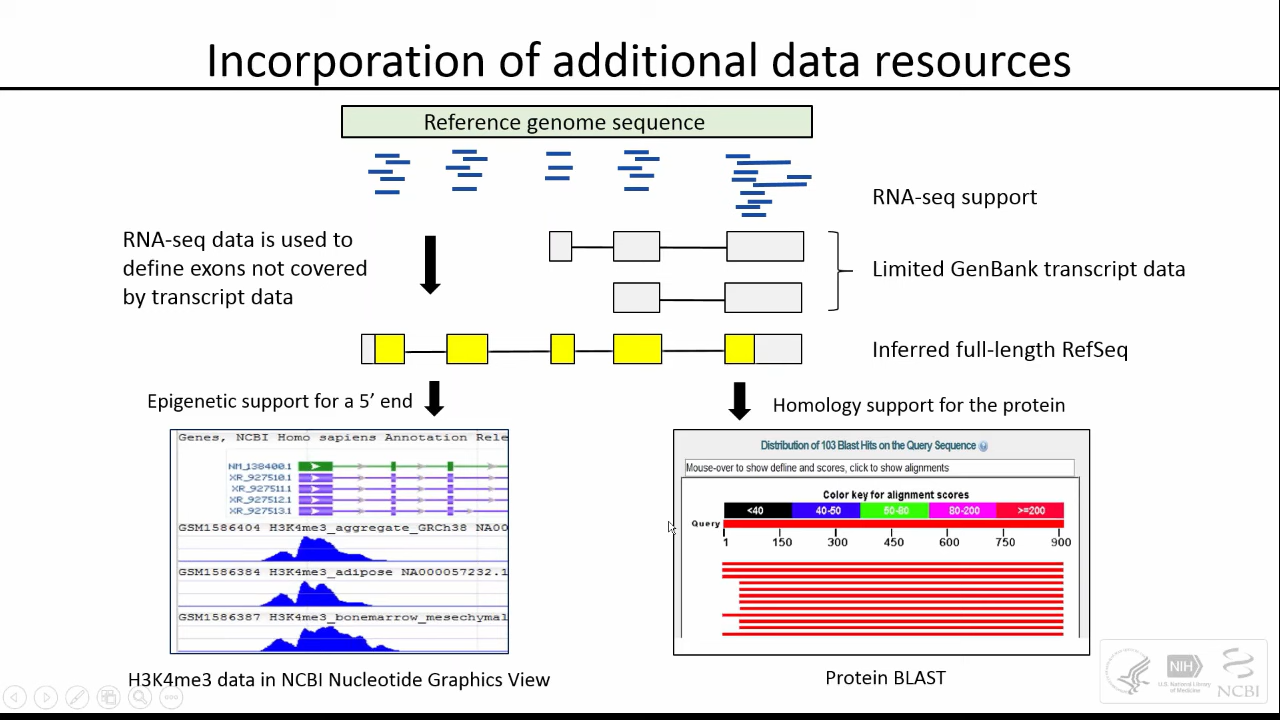 Incorporation of additional data resources
Reference genome sequence
RNA-seq support
RNA-seq data is used to
define exons not covered
by transcript data
Limited GenBank transcript data
Inferred full-length RefSeq
Epigenetic support for a 5’ end
Homology support for the protein
Genes, NCBI Homo sapiens Annotation Rele
NM_138400.1
XR_927510.1
XR_927511.1
XR_927512.1
XR_927513.1
GSM1586404 H3K4me3_aggregate_GRCh38 NA00
GSM1586384 H3K4me3_adipose NA000057232.1
GSM1586387 H3K4me3_bonemarrow_mesechymal
H3K4me3 data in NCBI Nucleotide Graphics View
Distribution of 103 Blast Hits on the Query Sequence
Mouse-over to show define and scores, click to show alignments
Color key for alignment scores
<40 40-50 50-80 80-200 >=200
Query
1 150 300 450 600 750 900
Protein BLAST
NIH
U.S. National Library
of Medicine
NCBI